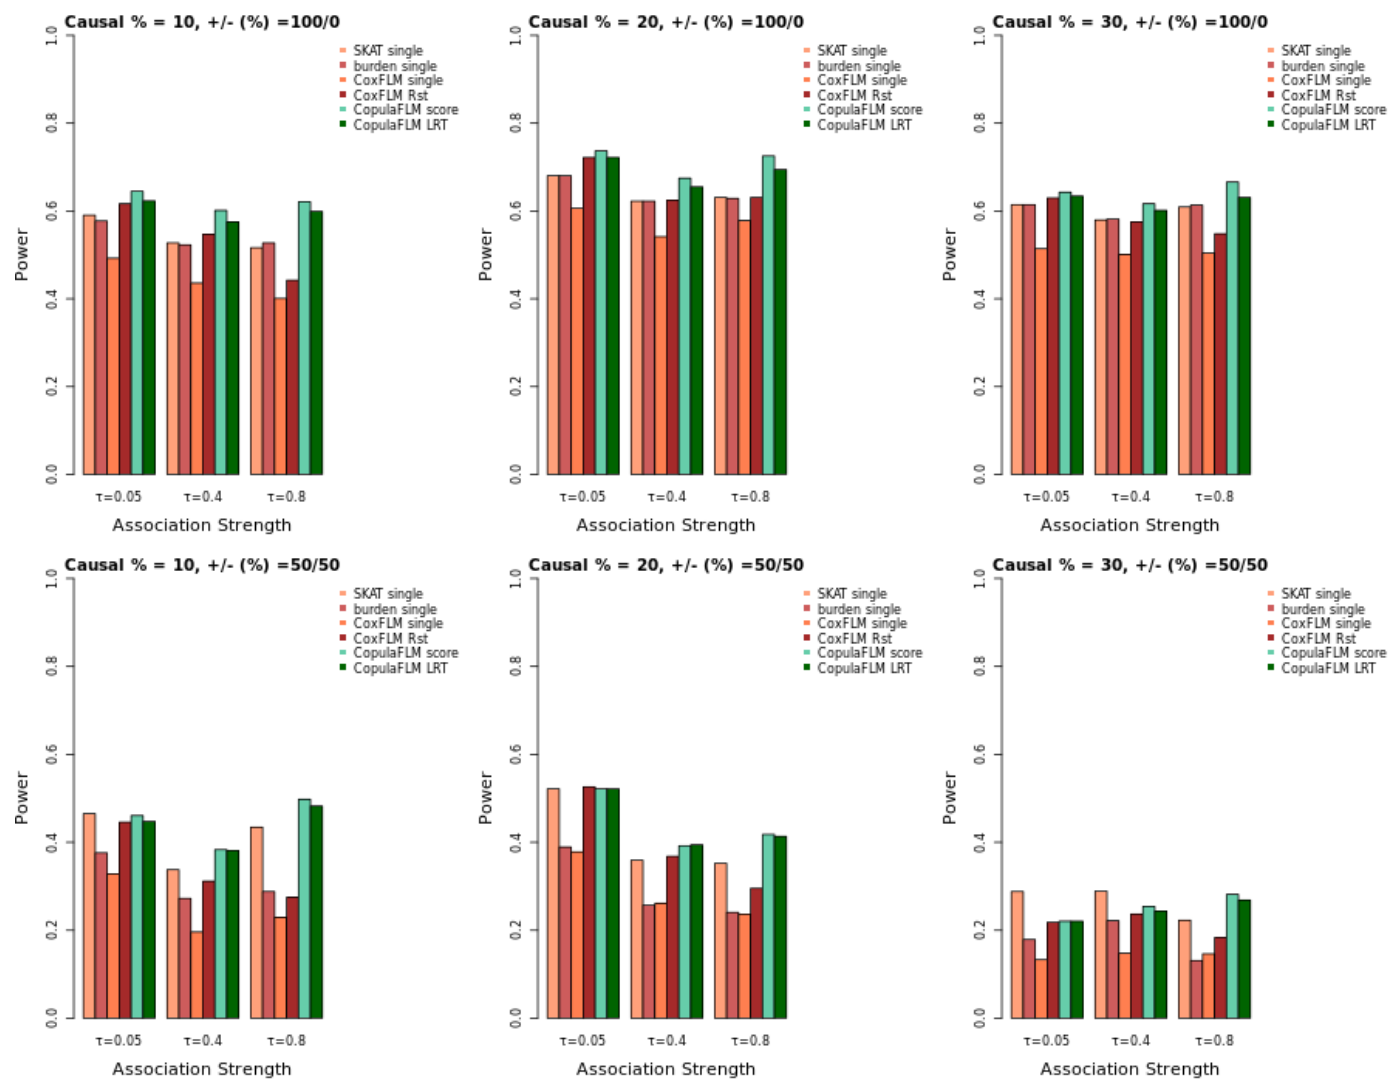 Causal % = 10, +/- (%) =100/0
SKAT single
burden single
CoxFLM single
CoxFLM Rst
CopulaFLM score
CopulaFLM LRT
Power
1.0
0.8
0.6
0.4
0.2
0.0
τ=0.05 τ=0.4 τ=0.8
Association Strength
Causal % = 20, +/- (%) =100/0
SKAT single
burden single
CoxFLM single
CoxFLM Rst
CopulaFLM score
CopulaFLM LRT
Power
1.0
0.8
0.6
0.4
0.2
0.0
τ=0.05 τ=0.4 τ=0.8
Association Strength
Causal % = 30, +/- (%) =100/0
SKAT single
burden single
CoxFLM single
CoxFLM Rst
CopulaFLM score
CopulaFLM LRT
Power
1.0
0.8
0.6
0.4
0.2
0.0
τ=0.05 τ=0.4 τ=0.8
Association Strength
Causal % = 10, +/- (%) =50/50
SKAT single
burden single
CoxFLM single
CoxFLM Rst
CopulaFLM score
CopulaFLM LRT
Power
1.0
0.8
0.6
0.4
0.2
0.0
τ=0.05 τ=0.4 τ=0.8
Association Strength
Causal % = 20, +/- (%) =50/50
SKAT single
burden single
CoxFLM single
CoxFLM Rst
CopulaFLM score
CopulaFLM LRT
Power
1.0
0.8
0.6
0.4
0.2
0.0
τ=0.05 τ=0.4 τ=0.8
Association Strength
Causal % = 30, +/- (%) =50/50
SKAT single
burden single
CoxFLM single
CoxFLM Rst
CopulaFLM score
CopulaFLM LRT
Power
1.0
0.8
0.6
0.4
0.2
0.0
τ=0.05 τ=0.4 τ=0.8
Association Strength